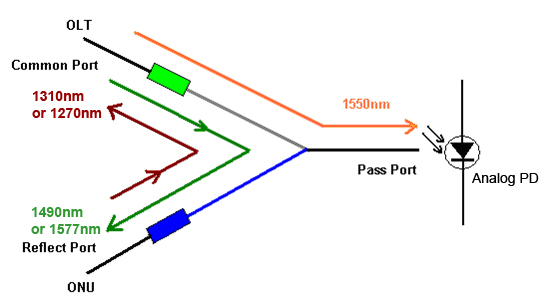 OLT
Common Port
1310nm
or 1270nm
1550nm
Pass Port
Analog PD
1490nm
or 1577nm
Reflect Port
ONU